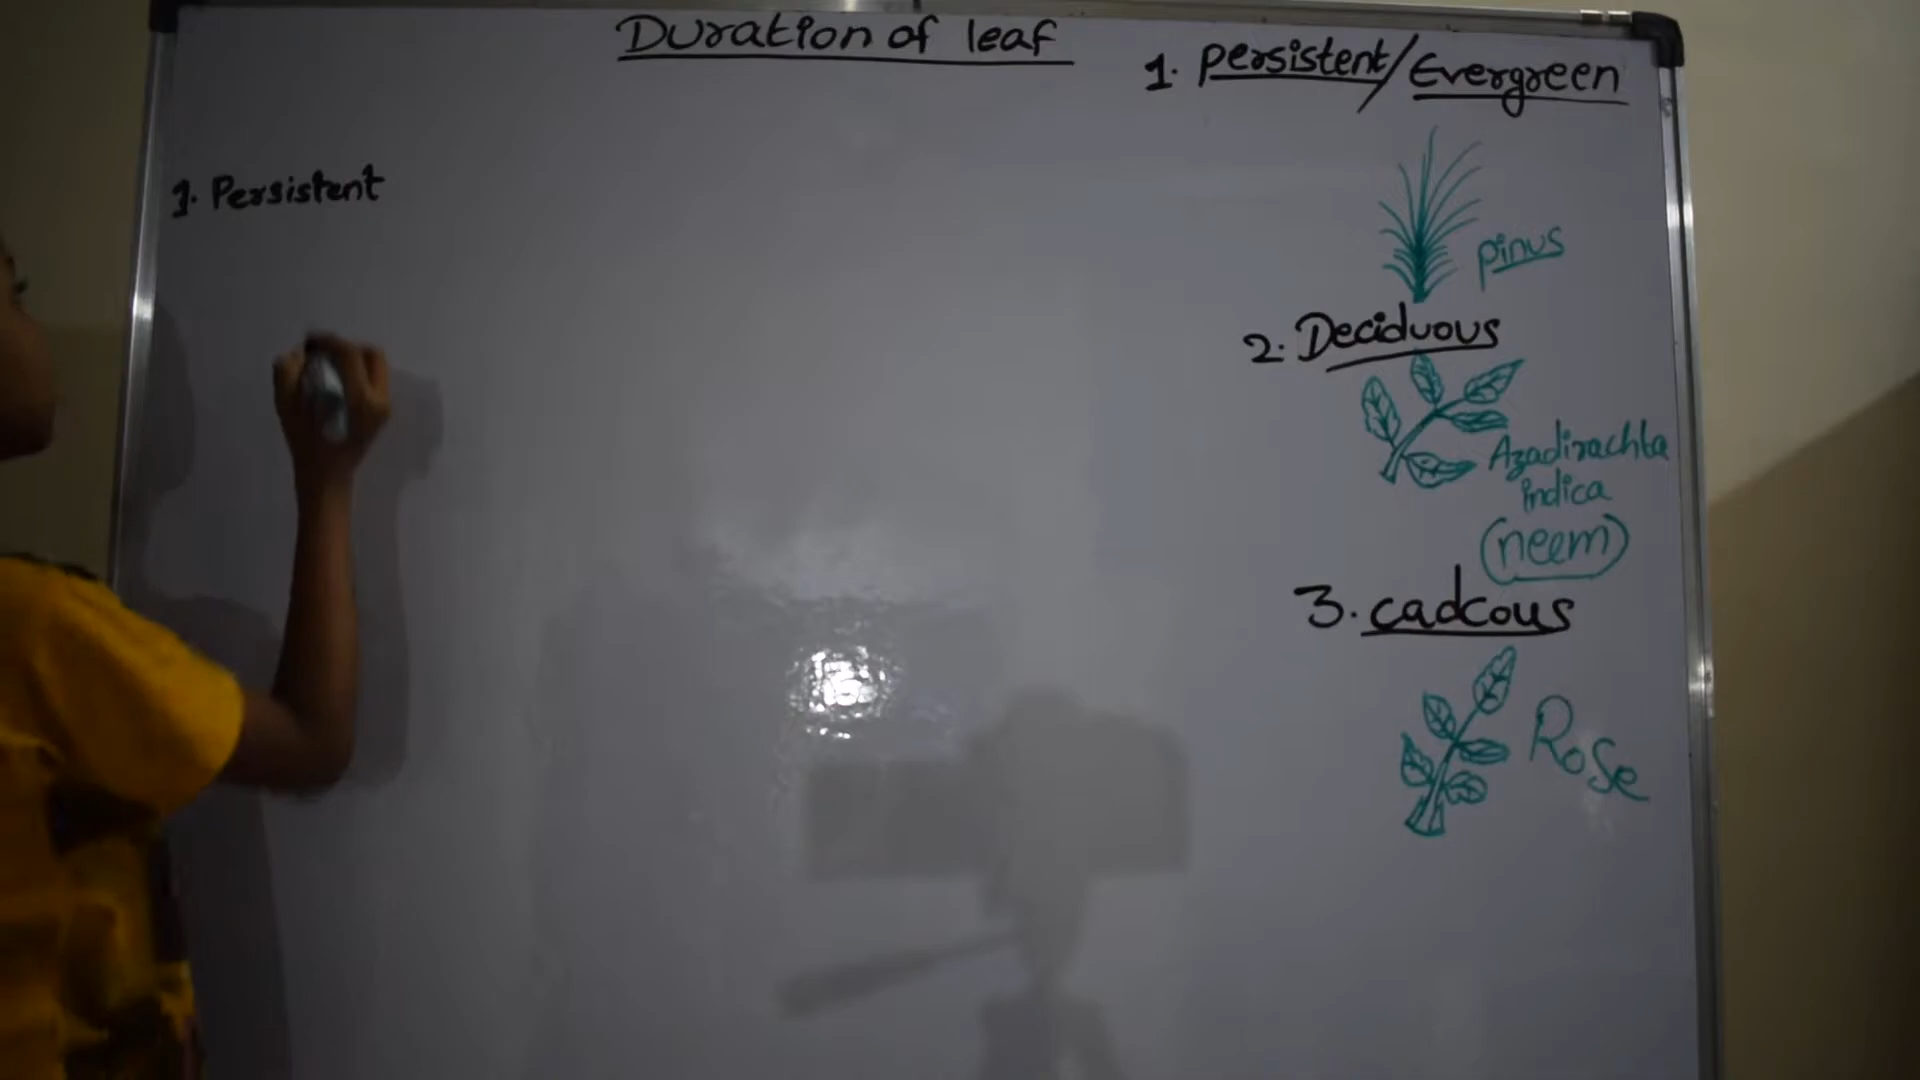 Duration of leaf
1. Persistent
1. Persistent/Evergreen
pinus
2. Deciduous
Azadirachta
indica
(neem)
3. cadcous
Rose